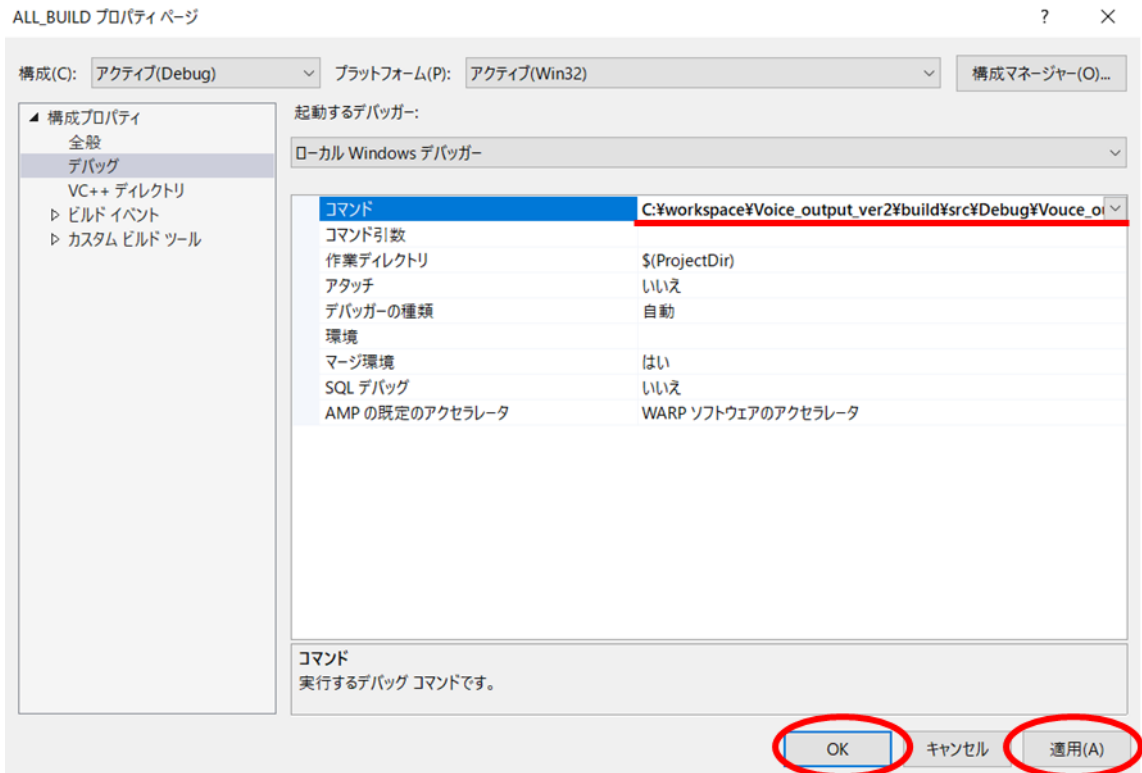 ALL_BUILD プロパティ ページ
? ×
構成(C): アクティブ(Debug) プラットフォーム(P): アクティブ(Win32) 構成マネージャー(O)...
構成プロパティ
全般
デバッグ
VC++ ディレクトリ
ビルド イベント
カスタム ビルド ツール
起動するデバッガー:
ローカル Windows デバッガー
コマンド C:¥workspace¥Voice_output_ver2¥build¥src¥Debug¥Vouce_ou
コマンド引数
作業ディレクトリ $(ProjectDir)
アタッチ いいえ
デバッガーの種類 自動
環境
マージ環境 はい
SQL デバッグ いいえ
AMP の既定のアクセラレータ WARP ソフトウェアのアクセラレータ
コマンド
実行するデバッグ コマンドです。
OK キャンセル 適用(A)